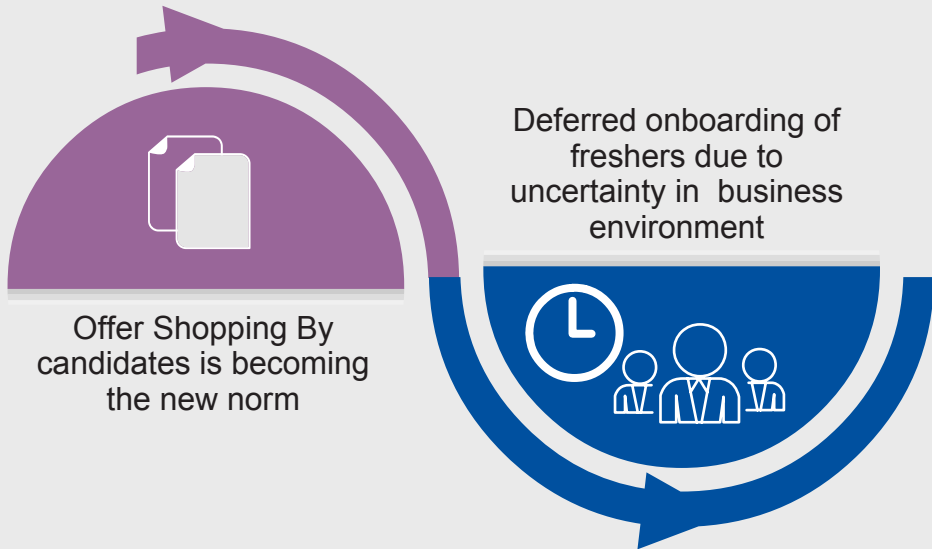 Offer Shopping By
candidates is becoming
the new norm
Deferred onboarding of
freshers due to
uncertainty in  business
environment